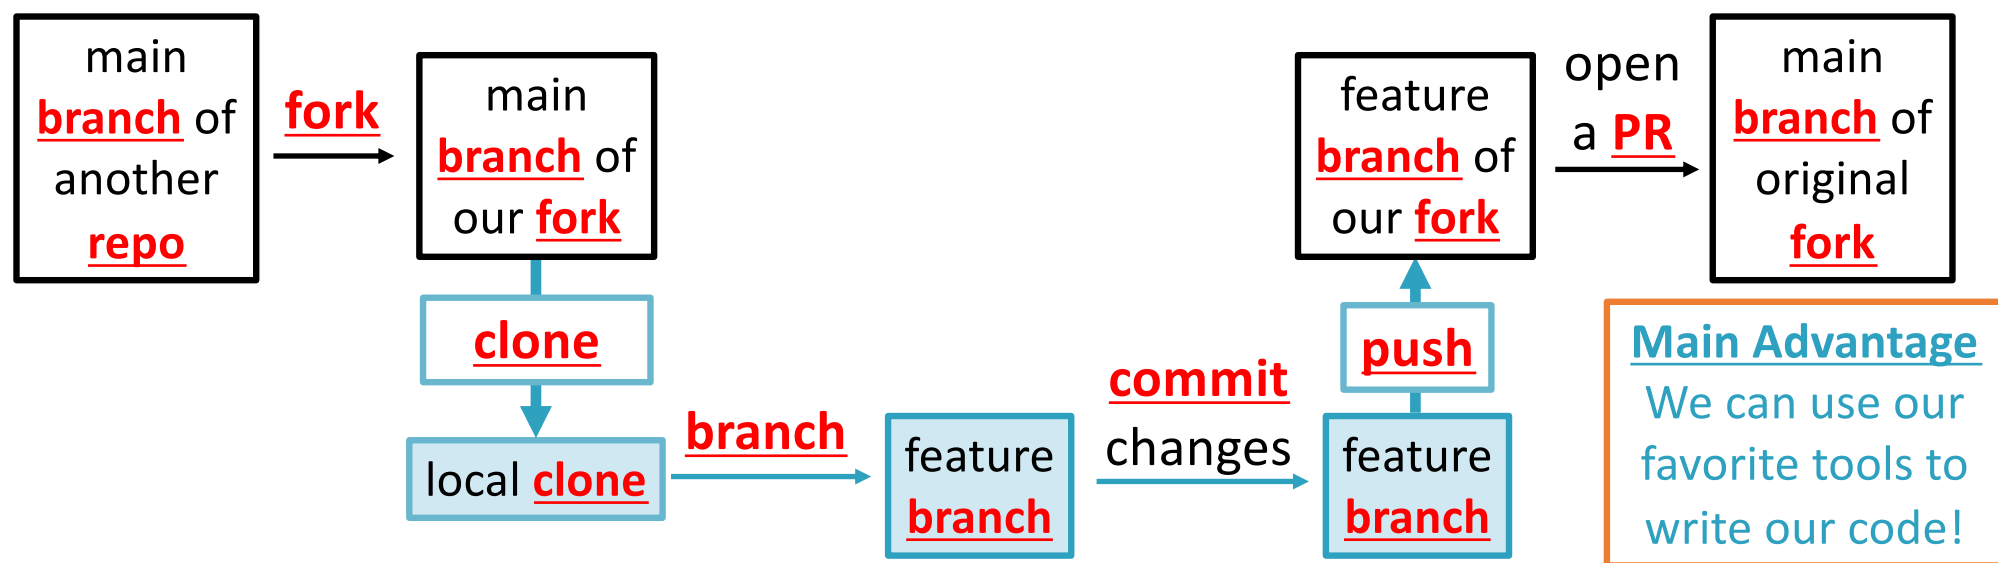 main
branch of
another
repo
fork
main
branch of
our fork
clone
local clone
branch
feature
branch
commit
changes
feature
branch
push
feature
branch of
our fork
open
a PR
main
branch of
original
fork
Main Advantage
We can use our
favorite tools to
write our code!